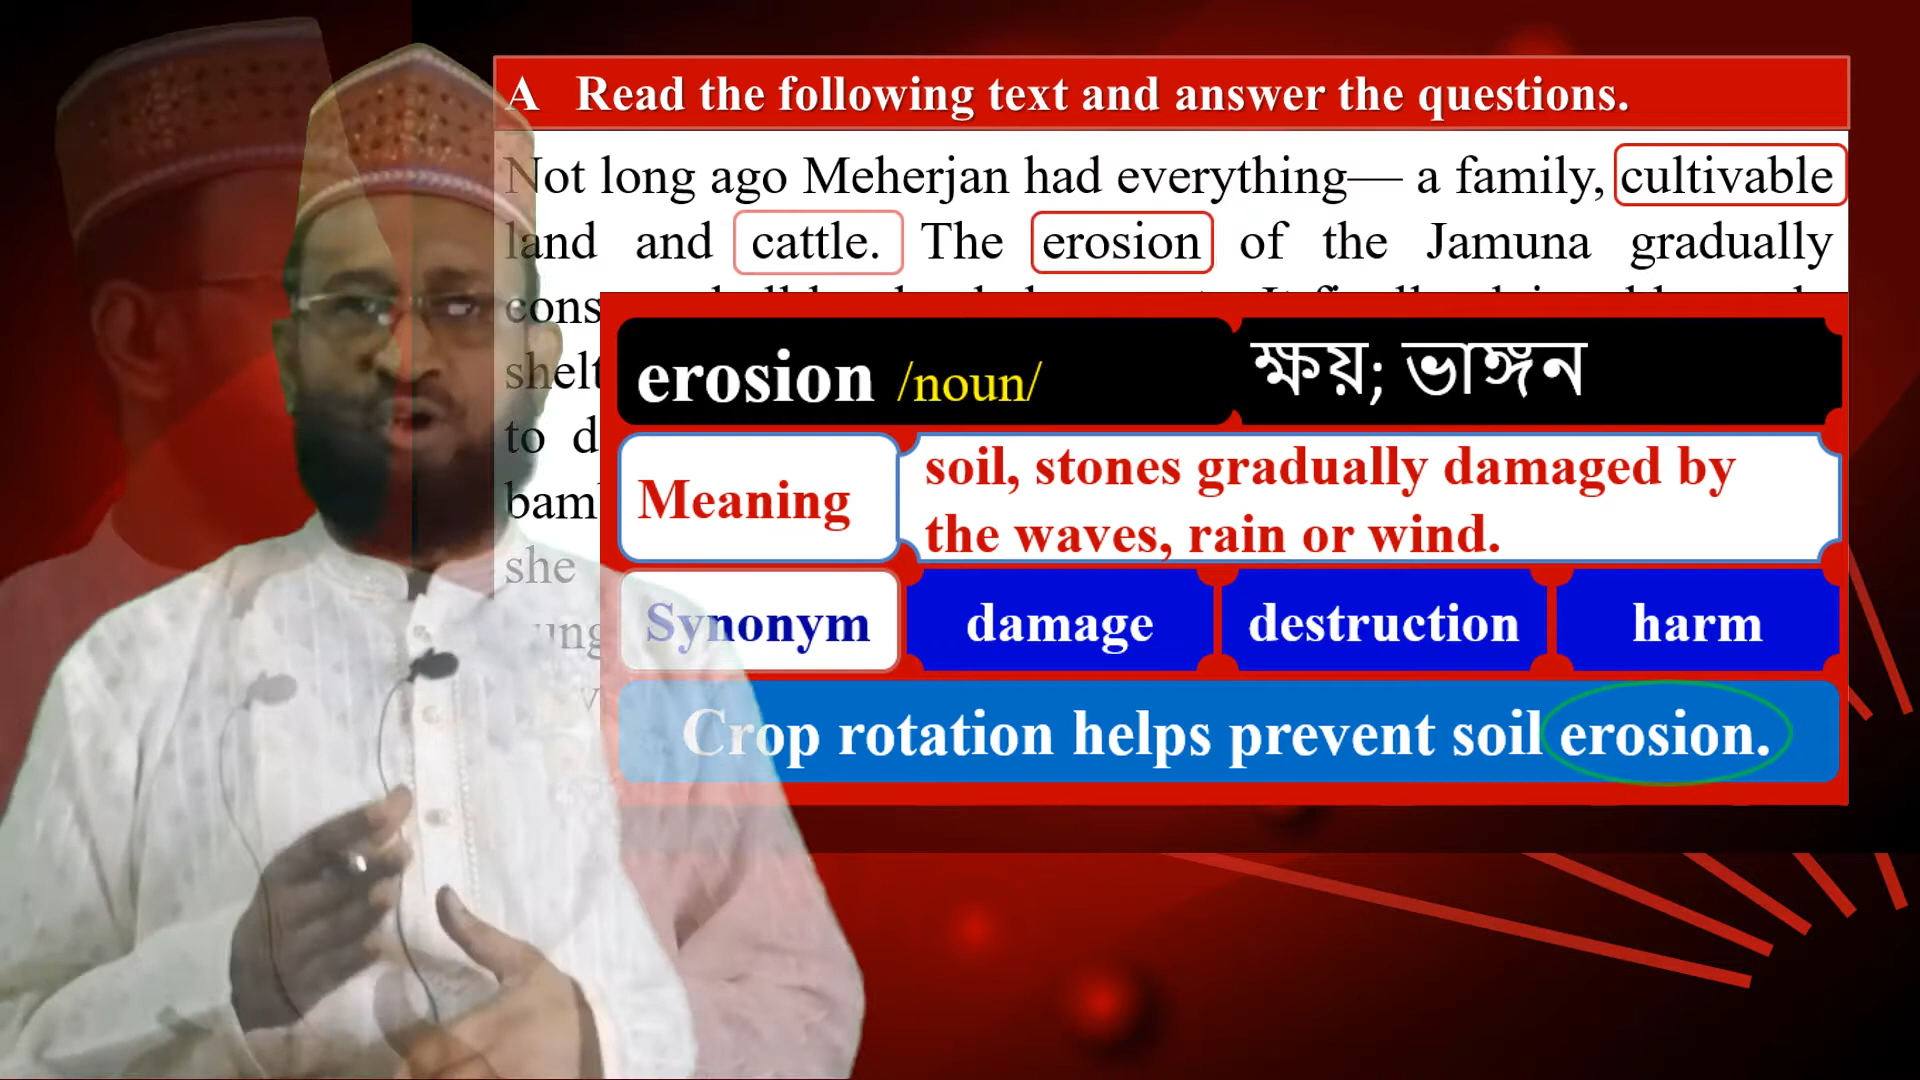 A Read the following text and answer the questions.
Not long ago Meherjan had everything— a family, cultivable
land and cattle. The erosion of the Jamuna gradually
erosion /noun/ ক্ষয়; ভাঙ্গন
to
she
Meaning
soil, stones gradually damaged by
the waves, rain or wind.
Synonym damage destruction harm
Crop rotation helps prevent soil erosion.